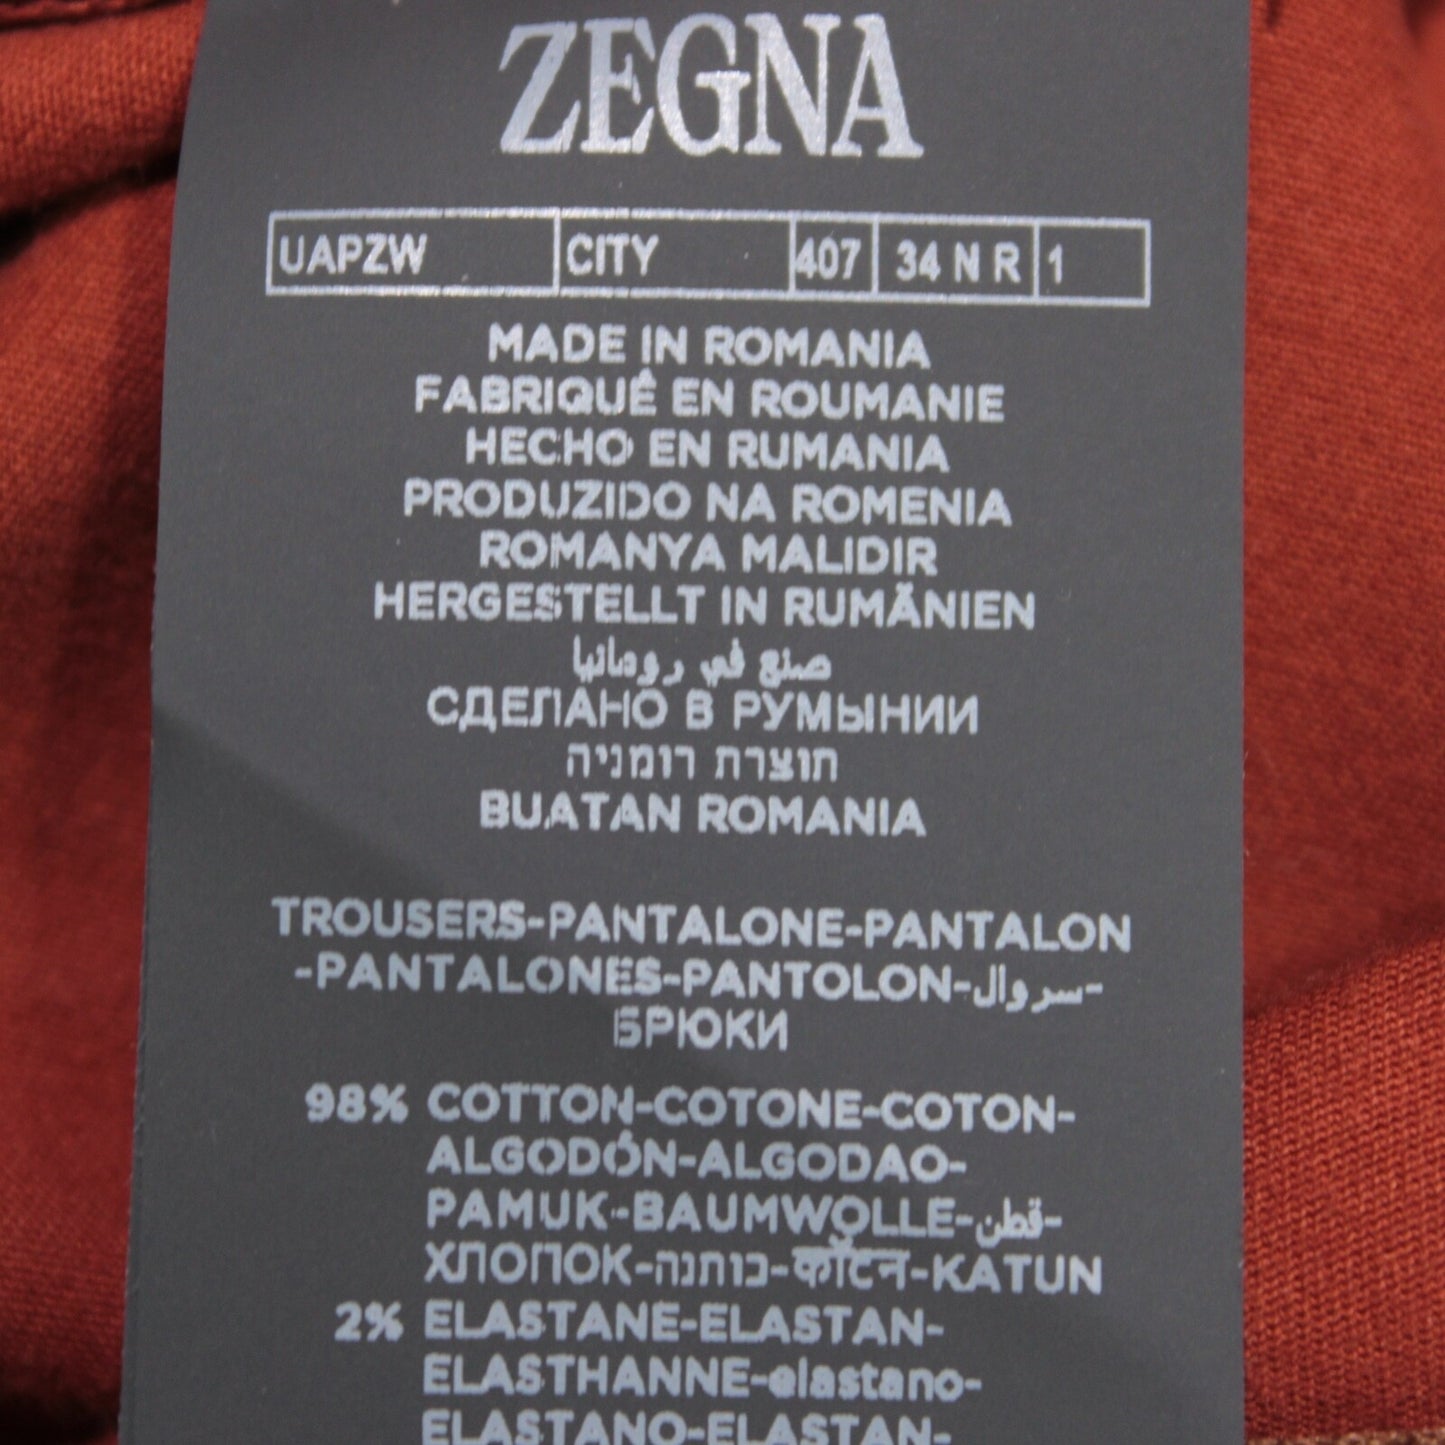 ZEGNA
UAPZW CITY 407 34 N R 1
MADE IN ROMANIA
FABRIQUÉ EN ROUMANIE
HECHO EN RUMANIA
PRODUZIDO NA ROMENIA
ROMANYA MALIDIR
HERGESTELLT IN RUMÄNIEN
صنع في رومانيا
СДЕЛАНО В РУМЫНИИ
תוצרת רומניה
BUATAN ROMANIA
TROUSERS-PANTALONE-PANTALON
-PANTALONES-PANTOLON-سروال-
БРЮКИ
98% COTTON-COTONE-COTON-
ALGODÓN-ALGODAO-
PAMUK-BAUMWOLLE-قطن-
ХЛОПОК-כותנה-कॉटन-KATUN
2% ELASTANE-ELASTAN-
ELASTHANNE-elastano-
ELASTANO-ELASTAN-